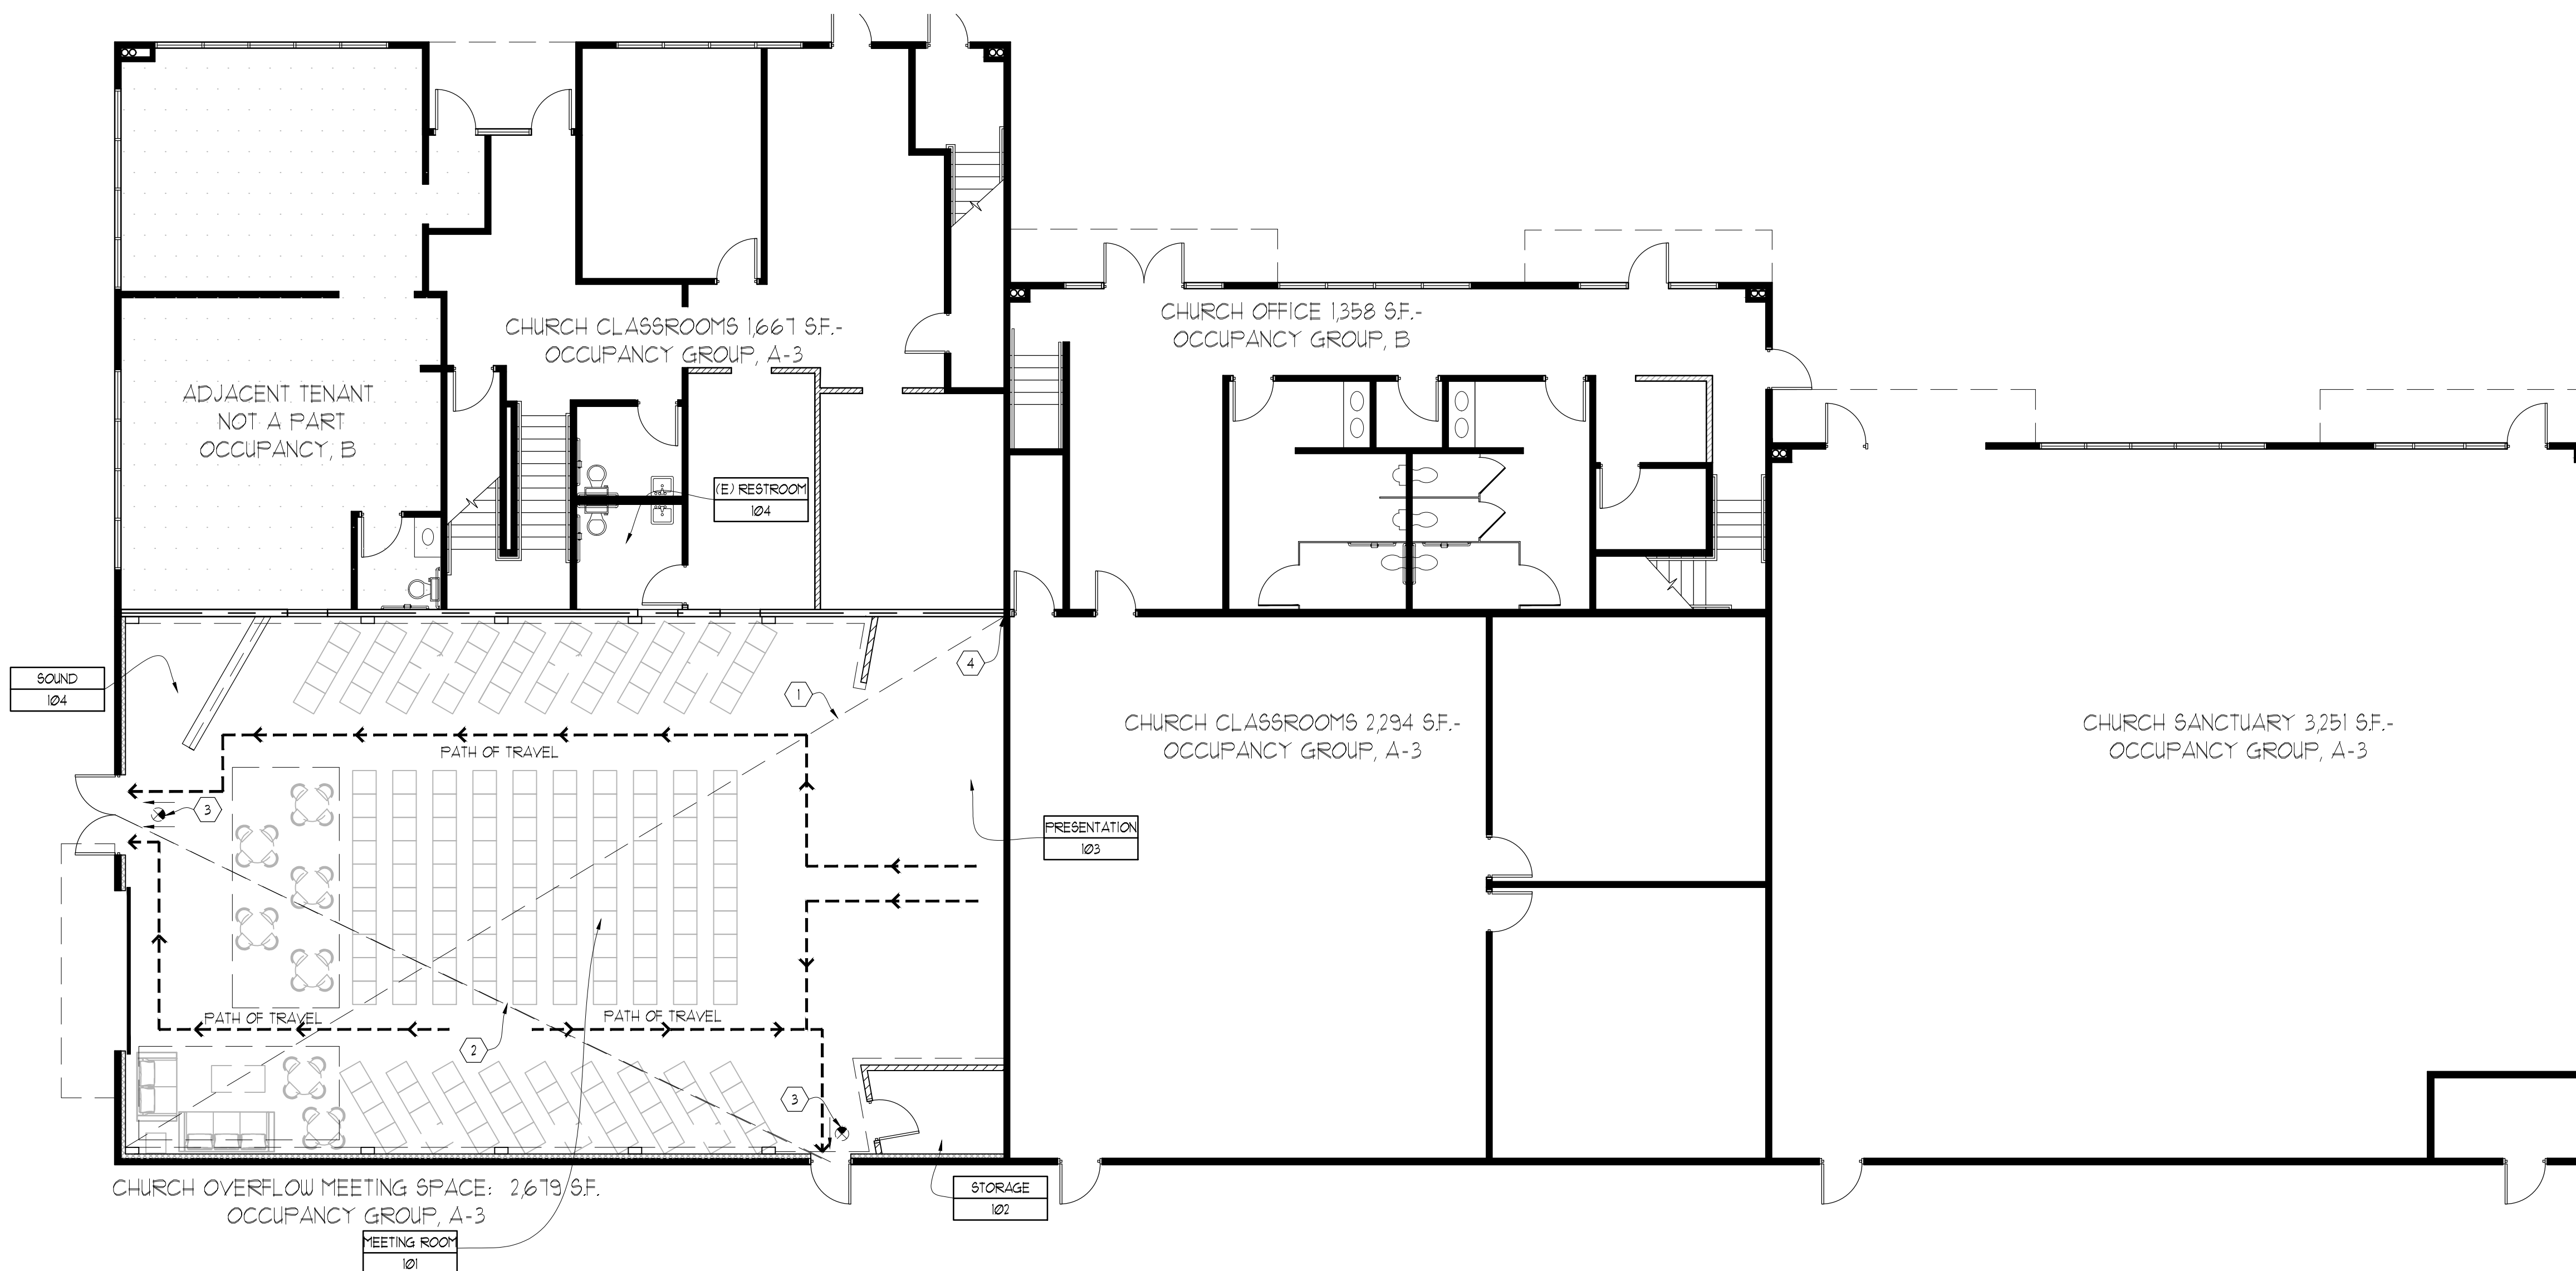 CHURCH CLASSROOMS 1,667 S.F.-
OCCUPANCY GROUP, A-3
CHURCH OFFICE 1,358 S.F.-
OCCUPANCY GROUP, B
ADJACENT TENANT
NOT A PART
OCCUPANCY, B
(E) RESTROOM
104
SOUND
104
4
1
PATH OF TRAVEL
3
CHURCH CLASSROOMS 2,294 S.F.-
OCCUPANCY GROUP, A-3
CHURCH SANCTUARY 3,251 S.F.-
OCCUPANCY GROUP, A-3
PRESENTATION
103
PATH OF TRAVEL
PATH OF TRAVEL
2
3
CHURCH OVERFLOW MEETING SPACE: 2,679 S.F.
OCCUPANCY GROUP, A-3
STORAGE
102
MEETING ROOM
101